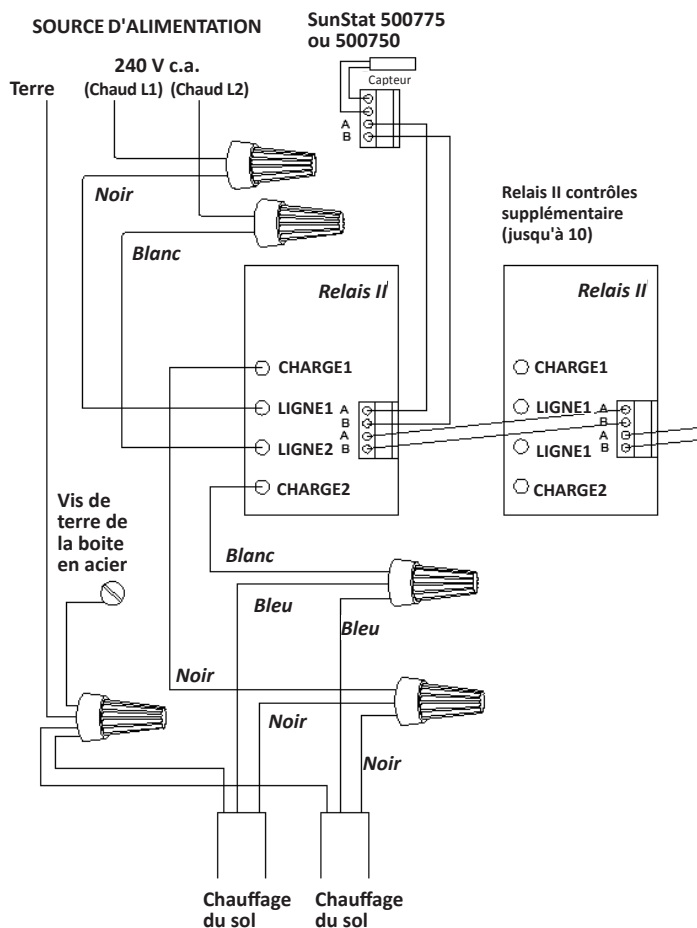 SOURCE D'ALIMENTATION
240 V c.a.
Terre
(Chaud L1) (Chaud L2)
SunStat 500775
ou 500750
Capteur
A
B
Noir
Blanc
Relais II contrôles
supplémentaire
(jusqu'à 10)
Relais II
CHARGE1
LIGNE1
LIGNE2
CHARGE2
A
B
A
B
Relais II
CHARGE1
LIGNE1
LIGNE1
CHARGE2
A
B
A
B
Vis de
terre de
la boite
en acier
Blanc
Bleu
Bleu
Noir
Noir
Noir
Chauffage
du sol
Chauffage
du sol